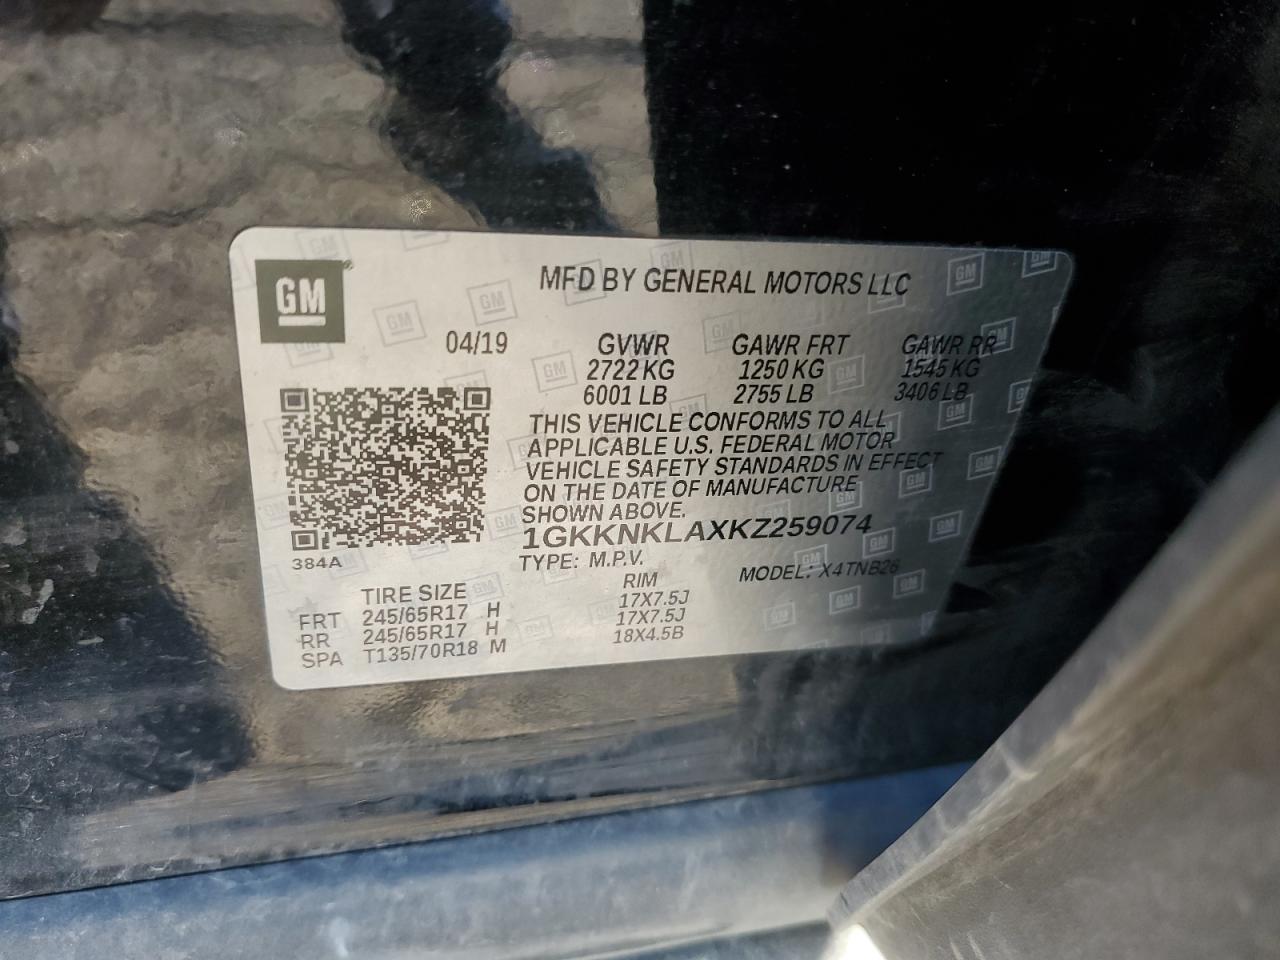 GM
MFD BY GENERAL MOTORS LLC
04/19 GVWR GAWR FRT GAWR RR
2722 KG 1250 KG 1545 KG
6001 LB 2755 LB 3406 LB
THIS VEHICLE CONFORMS TO ALL
APPLICABLE U.S. FEDERAL MOTOR
VEHICLE SAFETY STANDARDS IN EFFECT
ON THE DATE OF MANUFACTURE
SHOWN ABOVE.
1GKKNKLAXKZ259074
384A
TYPE: M.P.V. MODEL: X4TNB26
TIRE SIZE RIM
FRT 245/65R17 H 17X7.5J
RR 245/65R17 H 17X7.5J
SPA T135/70R18 M 18X4.5B